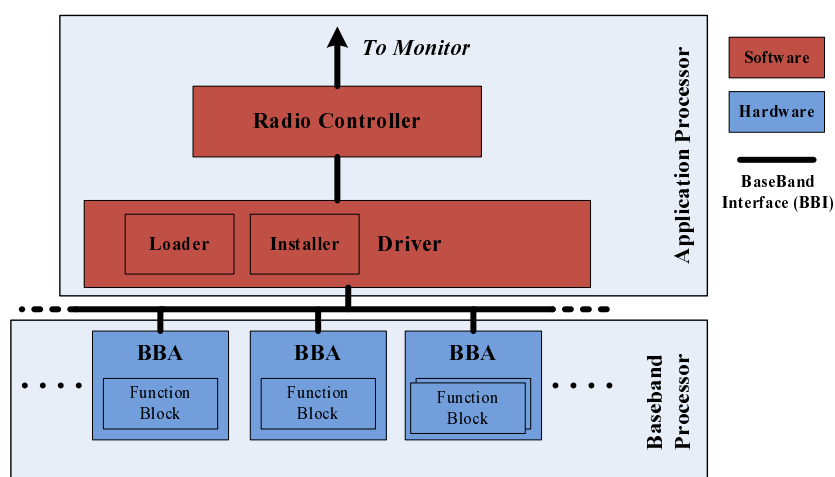 To Monitor
Radio Controller
Loader
Installer
Driver
Application Processor
Software
Hardware
BaseBand
Interface (BBI)
BBA
Function
Block
BBA
Function
Block
BBA
Function
Block
Baseband
Processor